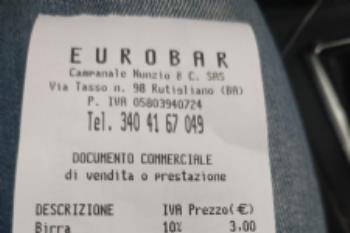 EUROBAR
Campanale Nunzio & C. SAS
Via Tasso n. 98 Rutigliano (BA)
P. IVA 05803940724
Tel. 340 41 67 049
DOCUMENTO COMMERCIALE
di vendita o prestazione
DESCRIZIONE IVA Prezzo(€)
Birra 10% 3.00